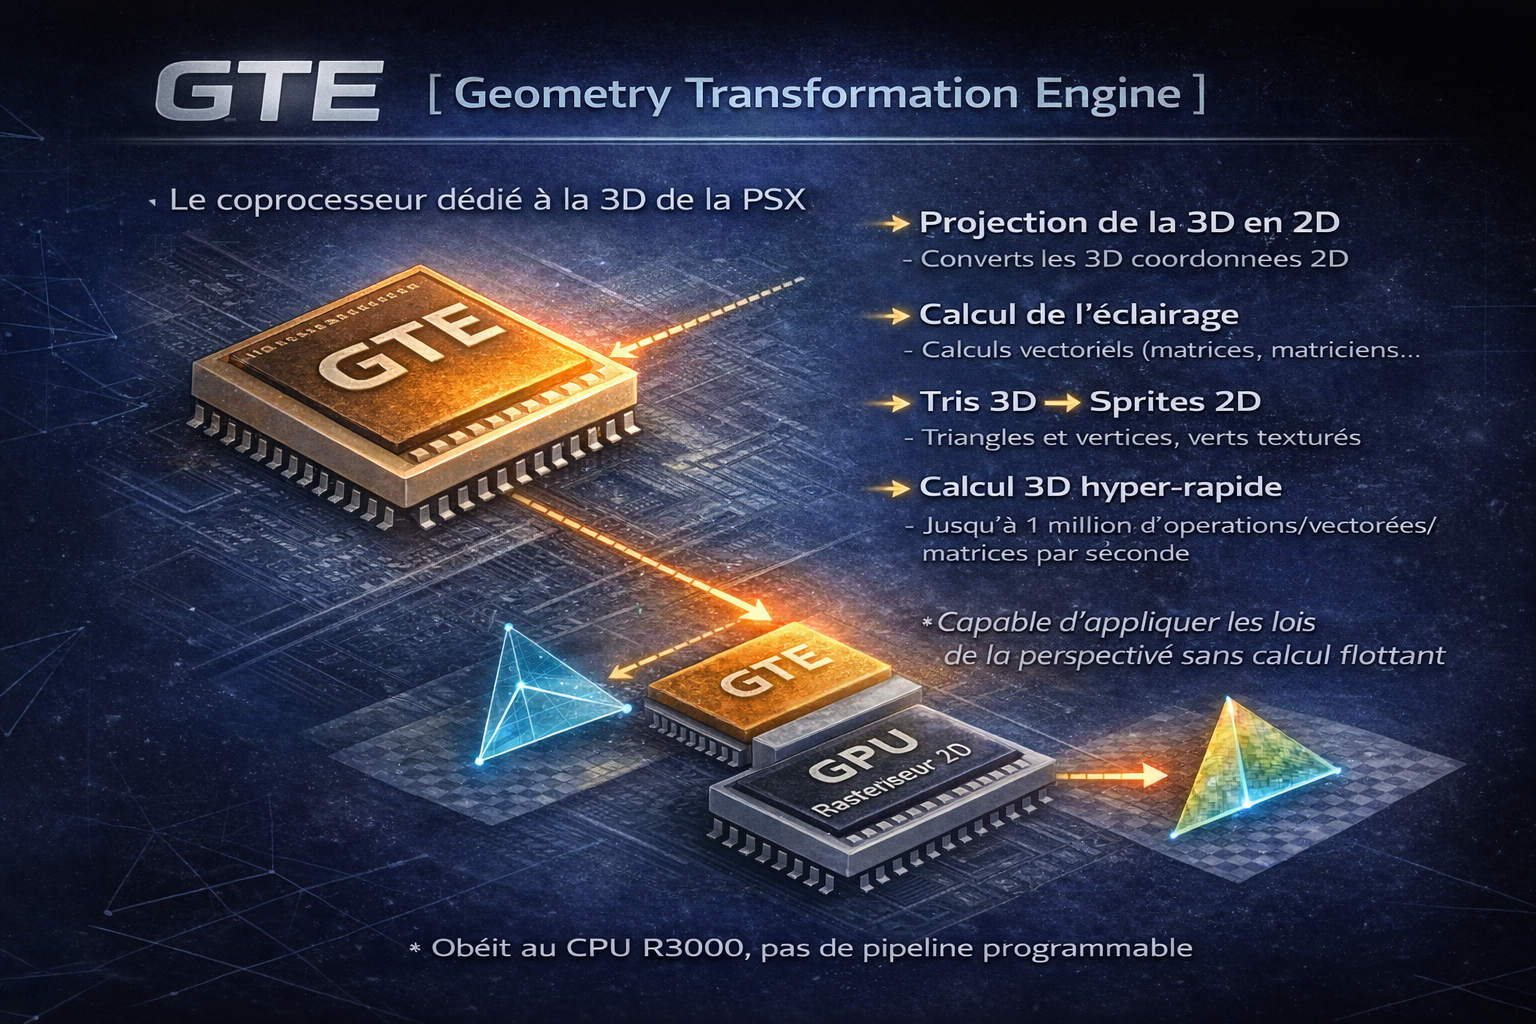 GTE [ Geometry Transformation Engine ]
Le coprocesseur dédié à la 3D de la PSX
Projection de la 3D en 2D
- Converts les 3D coordonnees 2D
Calcul de l'éclairage
- Calculs vectoriels (matrices, matriciens...
Tris 3D → Sprites 2D
- Triangles et vertices, verts texturés
Calcul 3D hyper-rapide
- Jusqu'à 1 million d'operations/vectorées/
matrices par séconde
* Capable d'appliquer les lois
de la perspectivé sans calcul flottant
GTE
GTE
GPU
Rasteriseur 2D
* Obéit au CPU R3000, pas de pipeline programmable